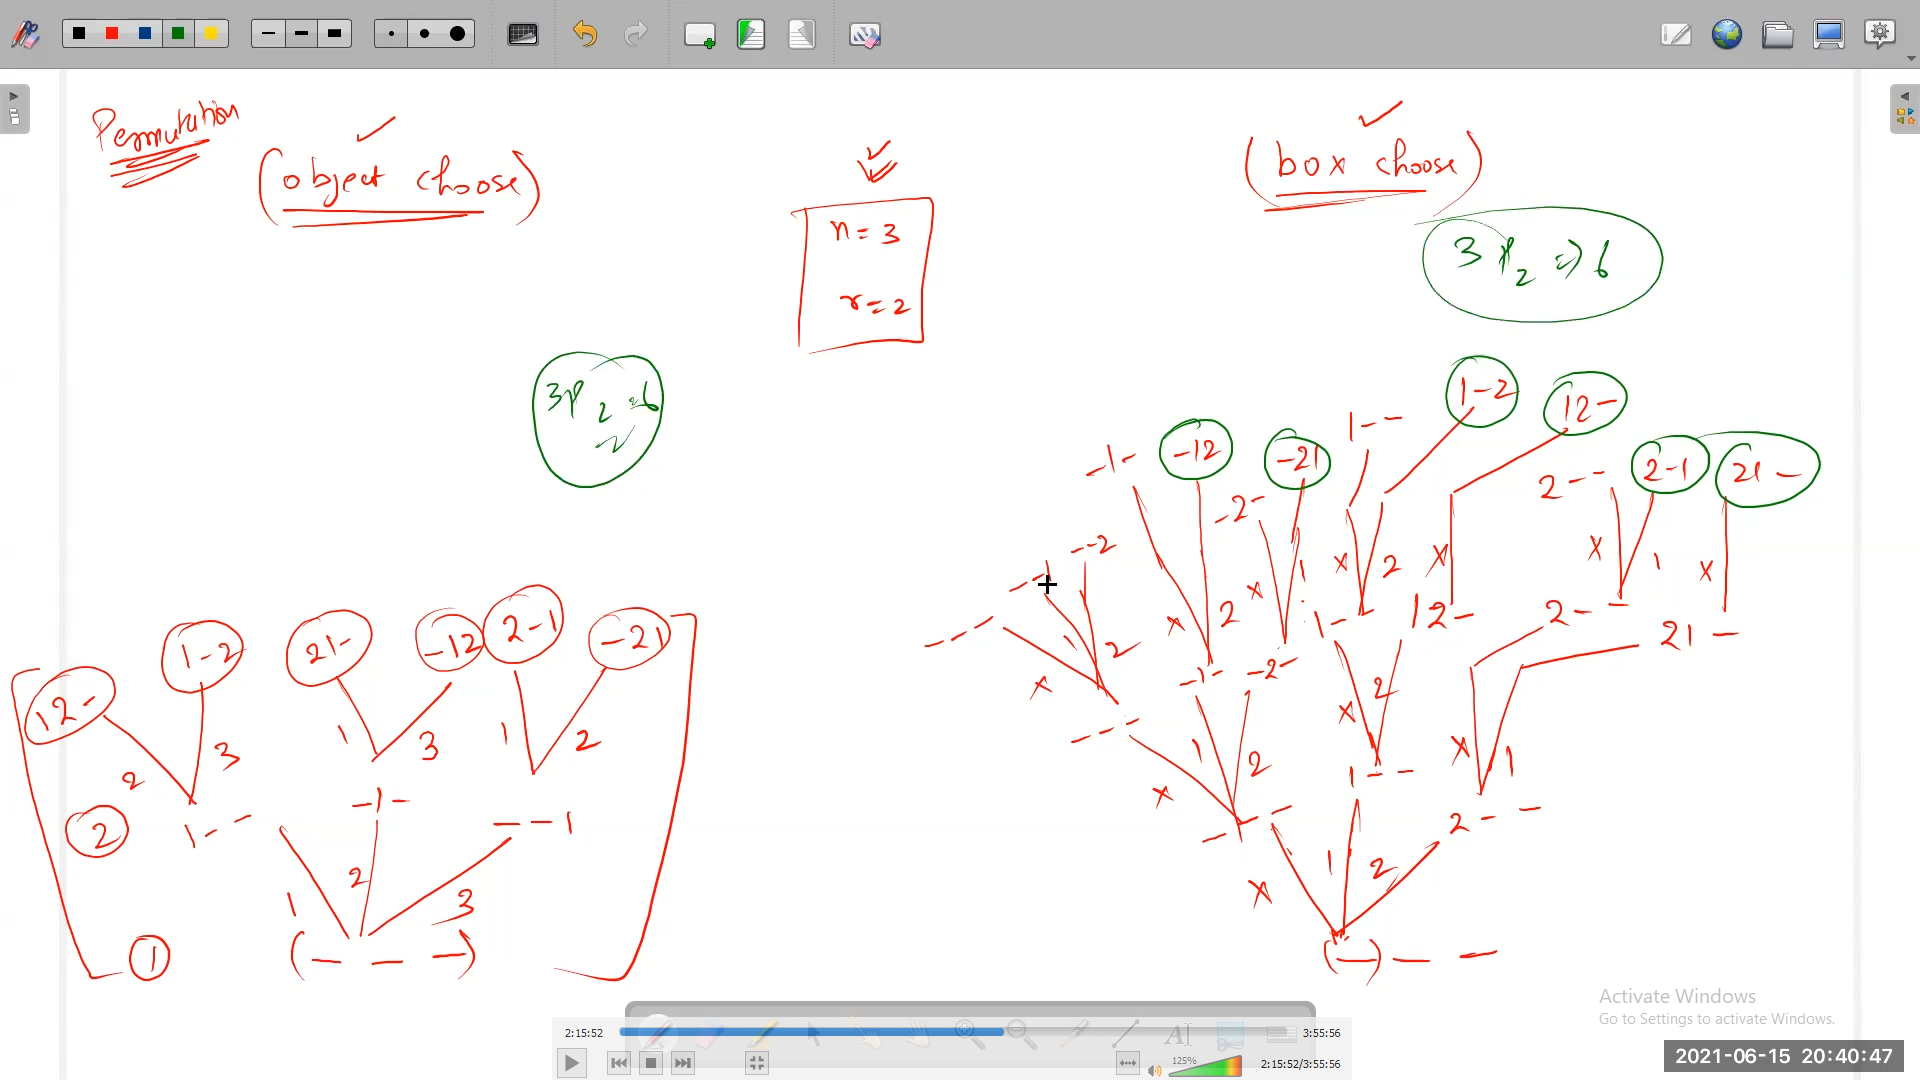 Permutation
(object choose)
(box choose)
n = 3
r = 2
3P2 => 6
3P2 = 6
1-2
12-
1--
-1-
-12
-21
2--
2-1
21-
-2-
--2
--1
x
2
x
1
x
2
x
x
1
x
---
1
2
x
-1-
-2-
1--
12-
2--
21-
---
x
1
2
x
2
x
1
---
1--
2--
x
1
2
(-) - -
12-
1-2
21-
-12
2-1
-21
2
3
1
3
1
2
2
1--
-1-
--1
1
2
3
1
(- - -)
Activate Windows
Go to Settings to activate Windows.
2:15:52
3:55:56
125%
2:15:52/3:55:56
2021-06-15 20:40:47